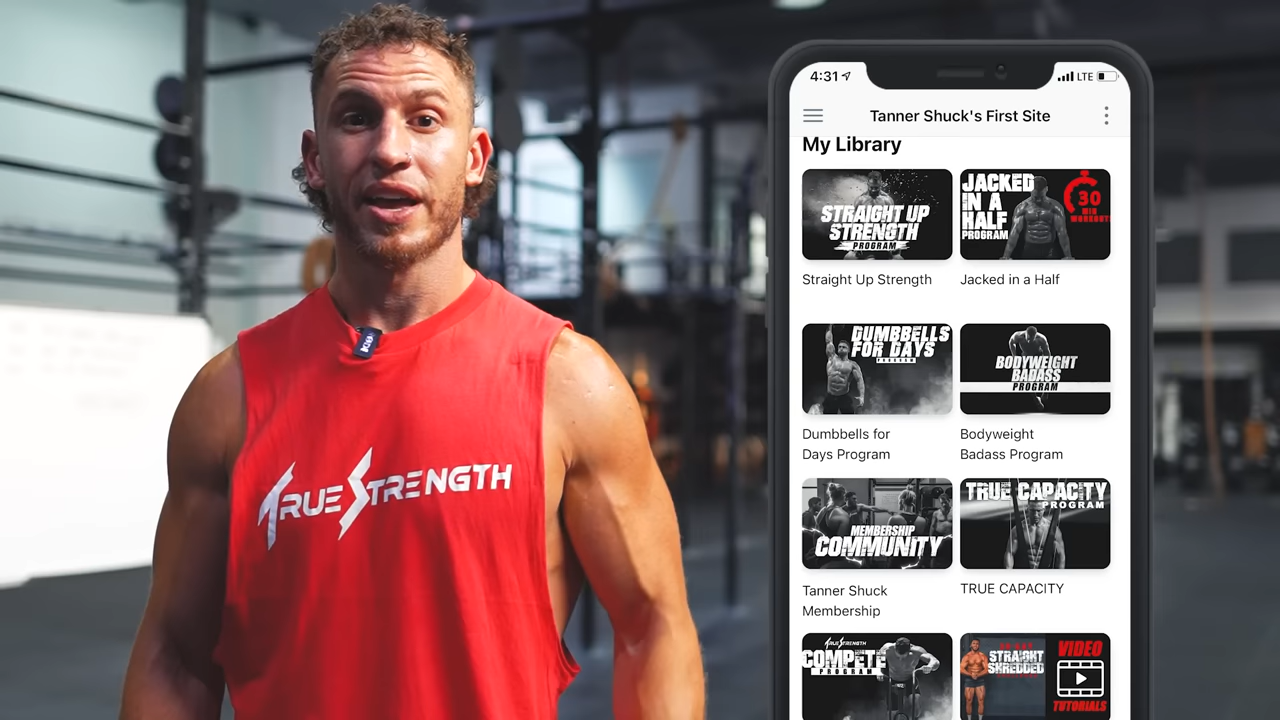 TRUE STRENGTH
4:31
LTE
Tanner Shuck's First Site
My Library
STRAIGHT UP
STRENGTH
PROGRAM
JACKED
IN A
HALF
PROGRAM
30
MIN
WORKOUT
Straight Up Strength
Jacked in a Half
DUMBBELLS
FOR DAYS
PROGRAM
BODYWEIGHT
BADASS
PROGRAM
Dumbbells for
Days Program
Bodyweight
Badass Program
MEMBERSHIP
COMMUNITY
TRUE CAPACITY
PROGRAM
Tanner Shuck
Membership
TRUE CAPACITY
TRUE STRENGTH
COMPETE
PROGRAM
STRAIGHT
SHREDDED
VIDEO
TUTORIALS